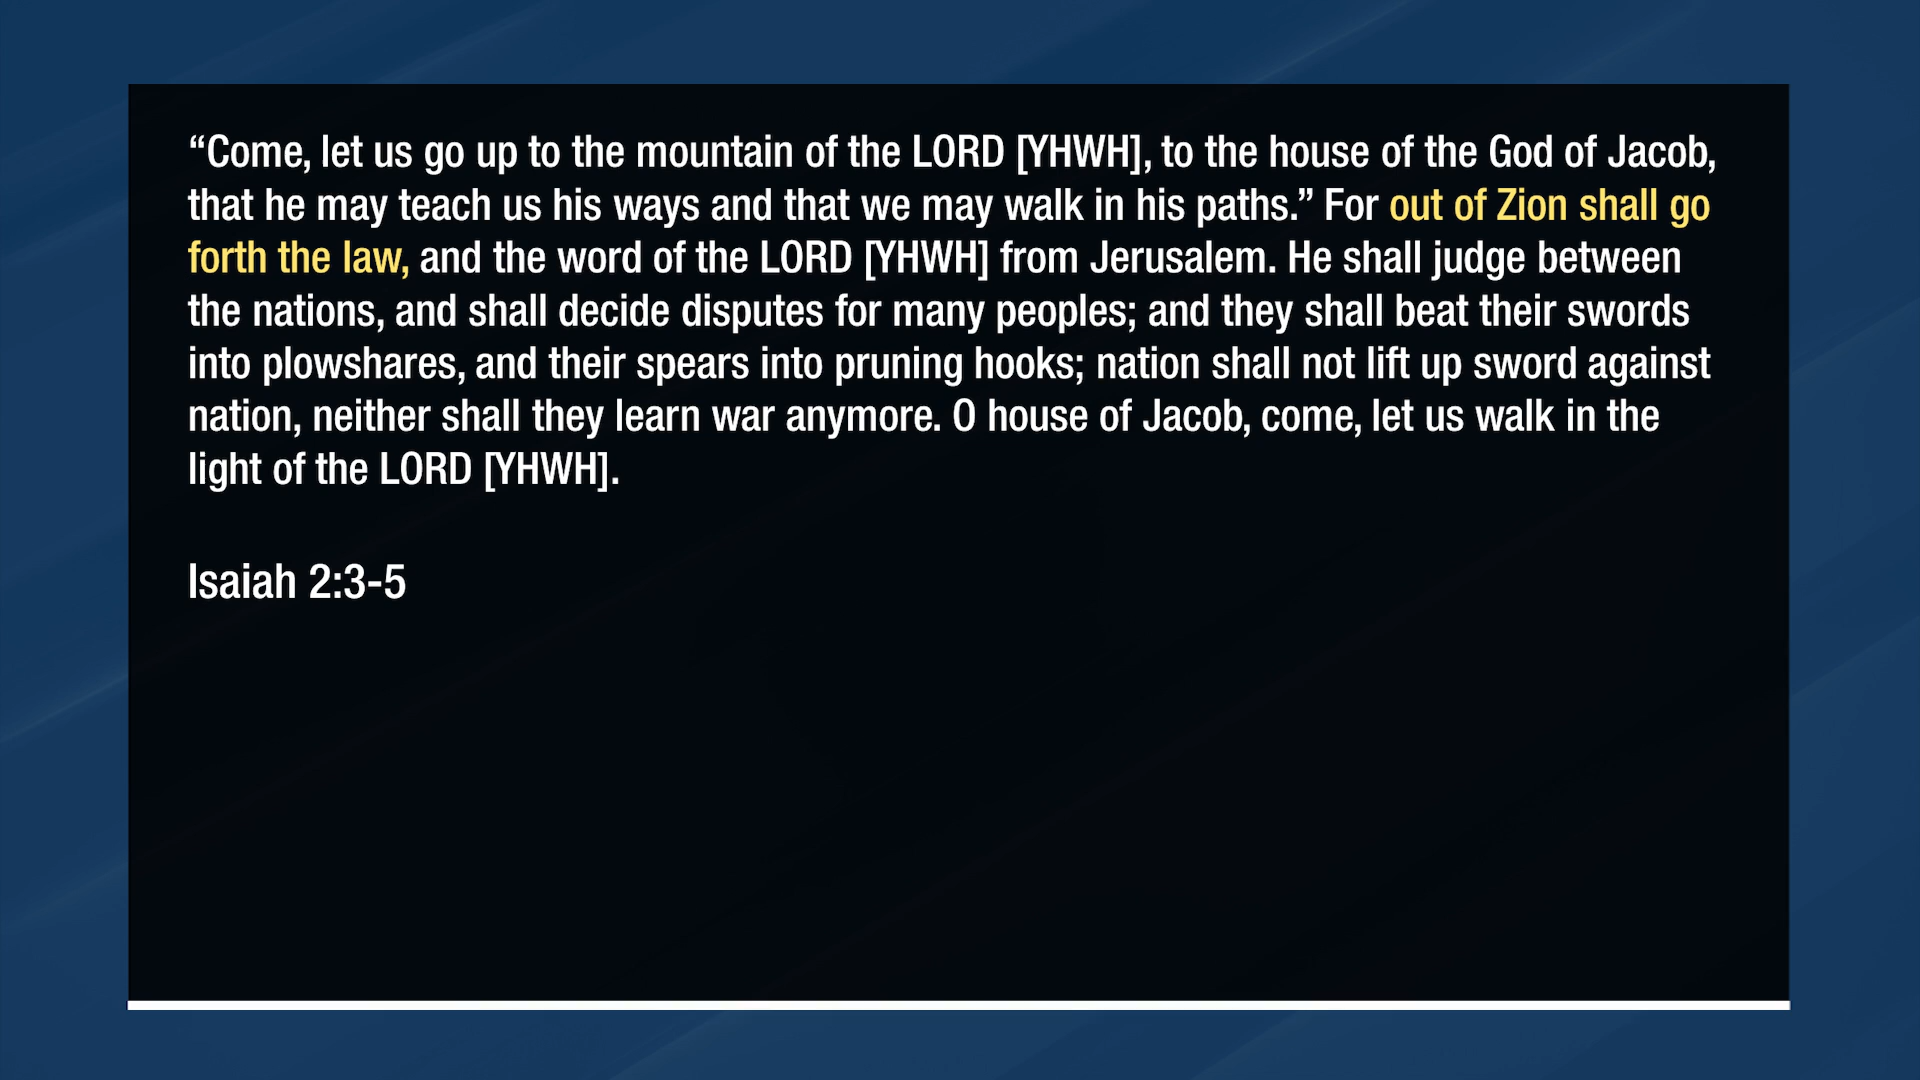 “Come, let us go up to the mountain of the LORD [YHWH], to the house of the God of Jacob,
that he may teach us his ways and that we may walk in his paths.” For out of Zion shall go
forth the law, and the word of the LORD [YHWH] from Jerusalem. He shall judge between
the nations, and shall decide disputes for many peoples; and they shall beat their swords
into plowshares, and their spears into pruning hooks; nation shall not lift up sword against
nation, neither shall they learn war anymore. O house of Jacob, come, let us walk in the
light of the LORD [YHWH].
Isaiah 2:3-5